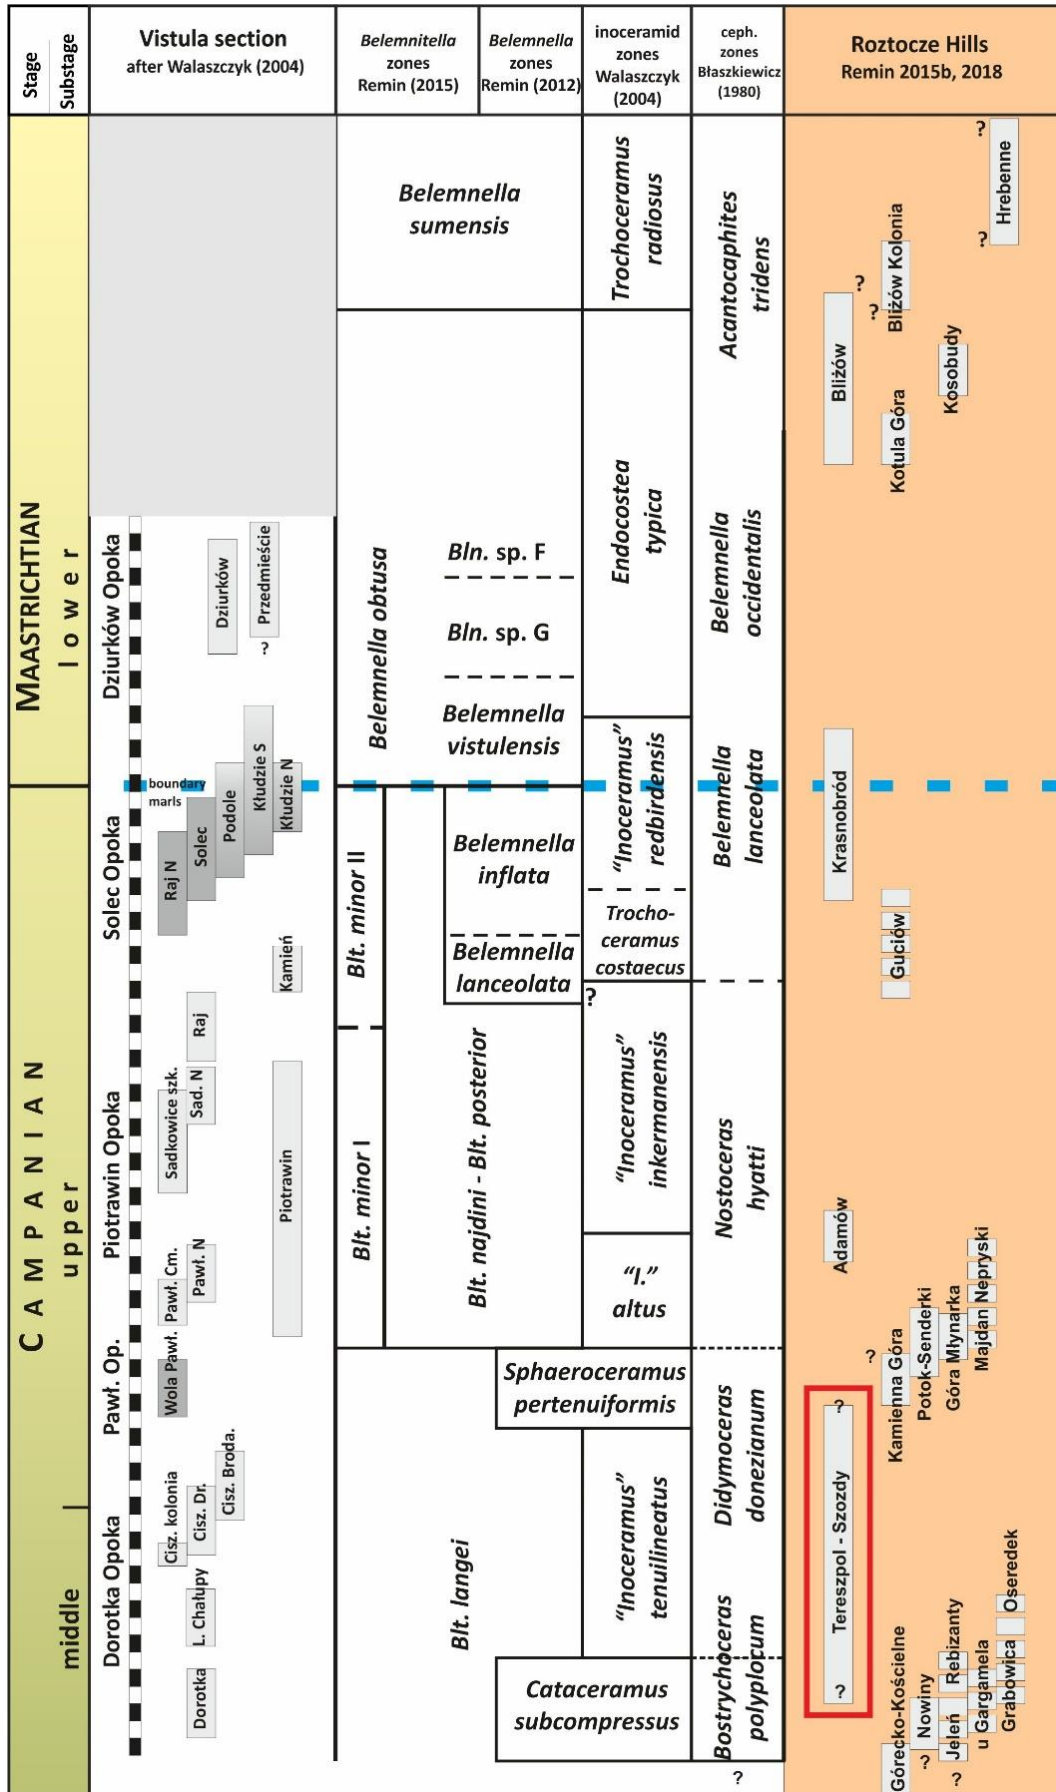 Stage
Substage
Vistula section
after Walaszczyk (2004)
Belemnitella
zones
Remin (2015)
Belemnella
zones
Remin (2012)
inoceramid
zones
Walaszczyk
(2004)
ceph.
zones
Błaszkiewicz
(1980)
Roztocze Hills
Remin 2015b, 2018
MAASTRICHTIAN
lower
CAMPANIAN
upper
middle
Dziurków Opoka
Solec Opoka
Piotrawin Opoka
Pawł. Op.
Dorotka Opoka
Dziurków
Przedmieście
?
boundary
marls
Raj N
Solec
Podole
Kłudzie S
Kłudzie N
Kamień
Raj
Sadkowice szk.
Sad. N
Piotrawin
Pawł. Cm.
Pawł. N
Wola Pawł.
Cisz. kolonia
Cisz. Dr.
Cisz. Broda.
L. Chałupy
Dorotka
Belemnella
sumensis
Belemnella obtusa
Bln. sp. F
Bln. sp. G
Belemnella
vistulensis
Blt. minor II
Blt. minor I
Belemnella
inflata
Belemnella
lanceolata
?
Blt. najdini - Blt. posterior
Blt. langei
Trochoceramus
radiosus
Endocostea
typica
"Inoceramus"
redbirdensis
Trocho-
ceramus
costaecus
"Inoceramus"
inkermanensis
"I."
altus
Sphaeroceramus
pertenuiformis
"Inoceramus"
tenuilineatus
Cataceramus
subcompressus
Acantocaphites
tridens
Belemnella
occidentalis
Belemnella
lanceolata
Nostoceras
hyatti
Didymoceras
donezianum
Bostrychoceras
polyplocum
?
?
Hrebenne
?
Bliżów Kolonia
?
?
Bliżów
Kosobudy
Kotula Góra
Krasnobród
Guciów
Adamów
Majdan Nepryski
Góra Młynarka
Potok-Senderki
Kamienna Góra
?
?
Tereszpol - Szozdy
?
Oseredek
Rebizanty
Grabowica
u Gargamela
Jeleń
?
Nowiny
?
Górecko-Kościelne